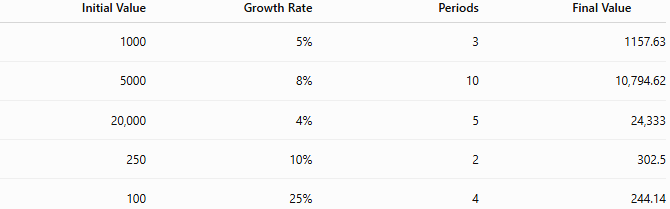 Initial Value Growth Rate Periods Final Value
1000 5% 3 1157.63
5000 8% 10 10,794.62
20,000 4% 5 24,333
250 10% 2 302.5
100 25% 4 244.14